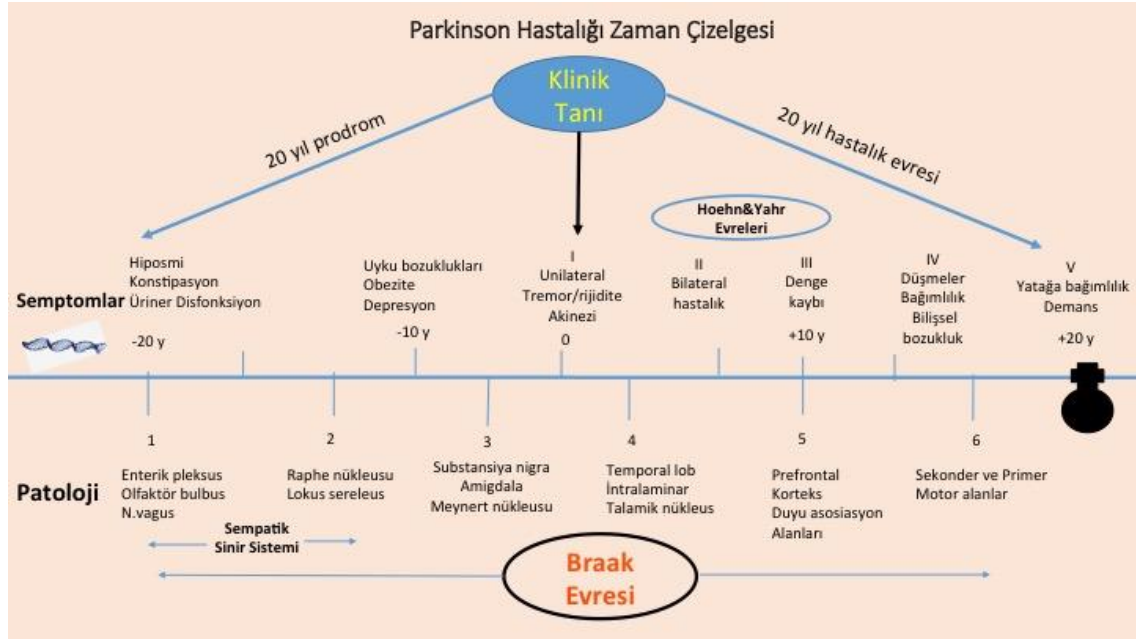 Parkinson Hastalığı Zaman Çizelgesi
Klinik
Tanı
20 yıl prodrom
20 yıl hastalık evresi
Hoehn&Yahr
Evreleri
Semptomlar
Hiposmi
Konstipasyon
Üriner Disfonksiyon
-20 y
Uyku bozuklukları
Obezite
Depresyon
-10 y
I
Unilateral
Tremor/rijidite
Akinezi
0
II
Bilateral
hastalık
III
Denge
kaybı
+10 y
IV
Düşmeler
Bağımlılık
Bilişsel
bozukluk
V
Yatağa bağımlılık
Demans
+20 y
Patoloji
1
Enterik pleksus
Olfaktör bulbus
N.vagus
2
Raphe nükleusu
Lokus sereleus
3
Substansiya nigra
Amigdala
Meynert nükleusu
4
Temporal lob
İntralaminar
Talamik nükleus
5
Prefrontal
Korteks
Duyu asosiasyon
Alanları
6
Sekonder ve Primer
Motor alanlar
Sempatik
Sinir Sistemi
Braak
Evresi